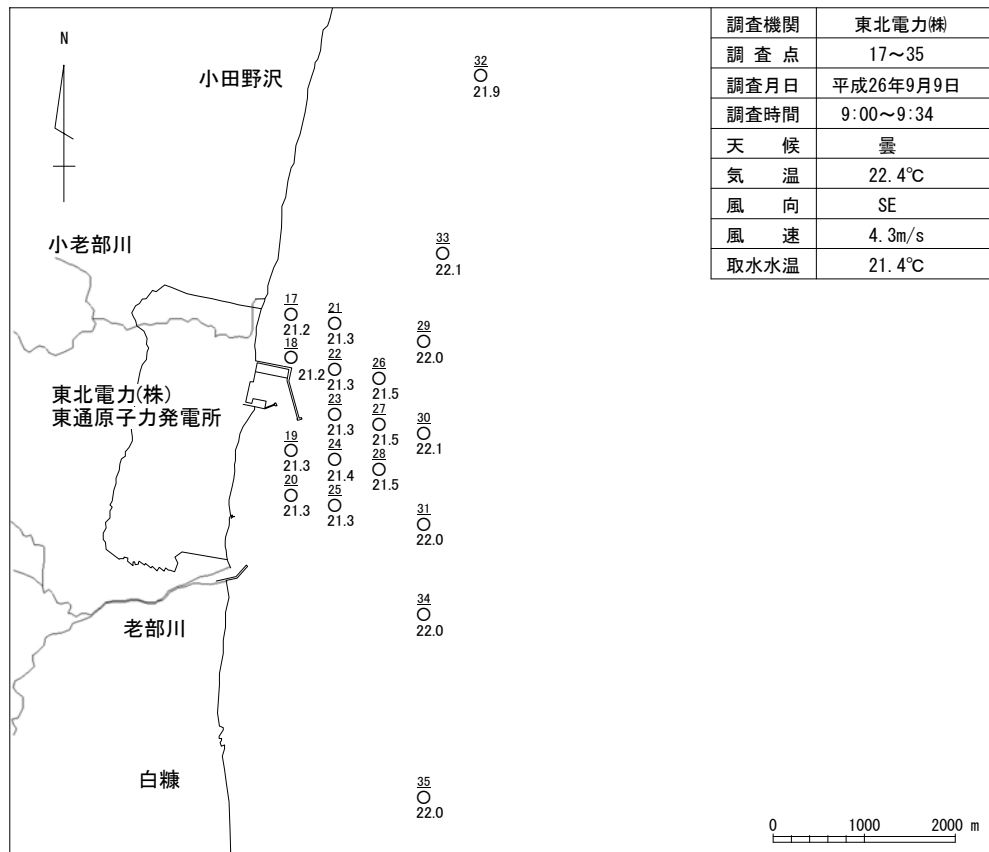 N
小田野沢
小老部川
東北電力(株)
東通原子力発電所
老部川
白糠
調査機関 東北電力㈱
調査点 17～35
調査月日 平成26年9月9日
調査時間 9:00～9:34
天候 曇
気温 22.4℃
風向 SE
風速 4.3m/s
取水水温 21.4℃
32
21.9
33
22.1
17
21.2
21
21.3
29
22.0
18
21.2
22
21.3
26
21.5
23
21.3
27
21.5
30
22.1
19
21.3
24
21.4
28
21.5
20
21.3
25
21.3
31
22.0
34
22.0
35
22.0
0 1000 2000 m